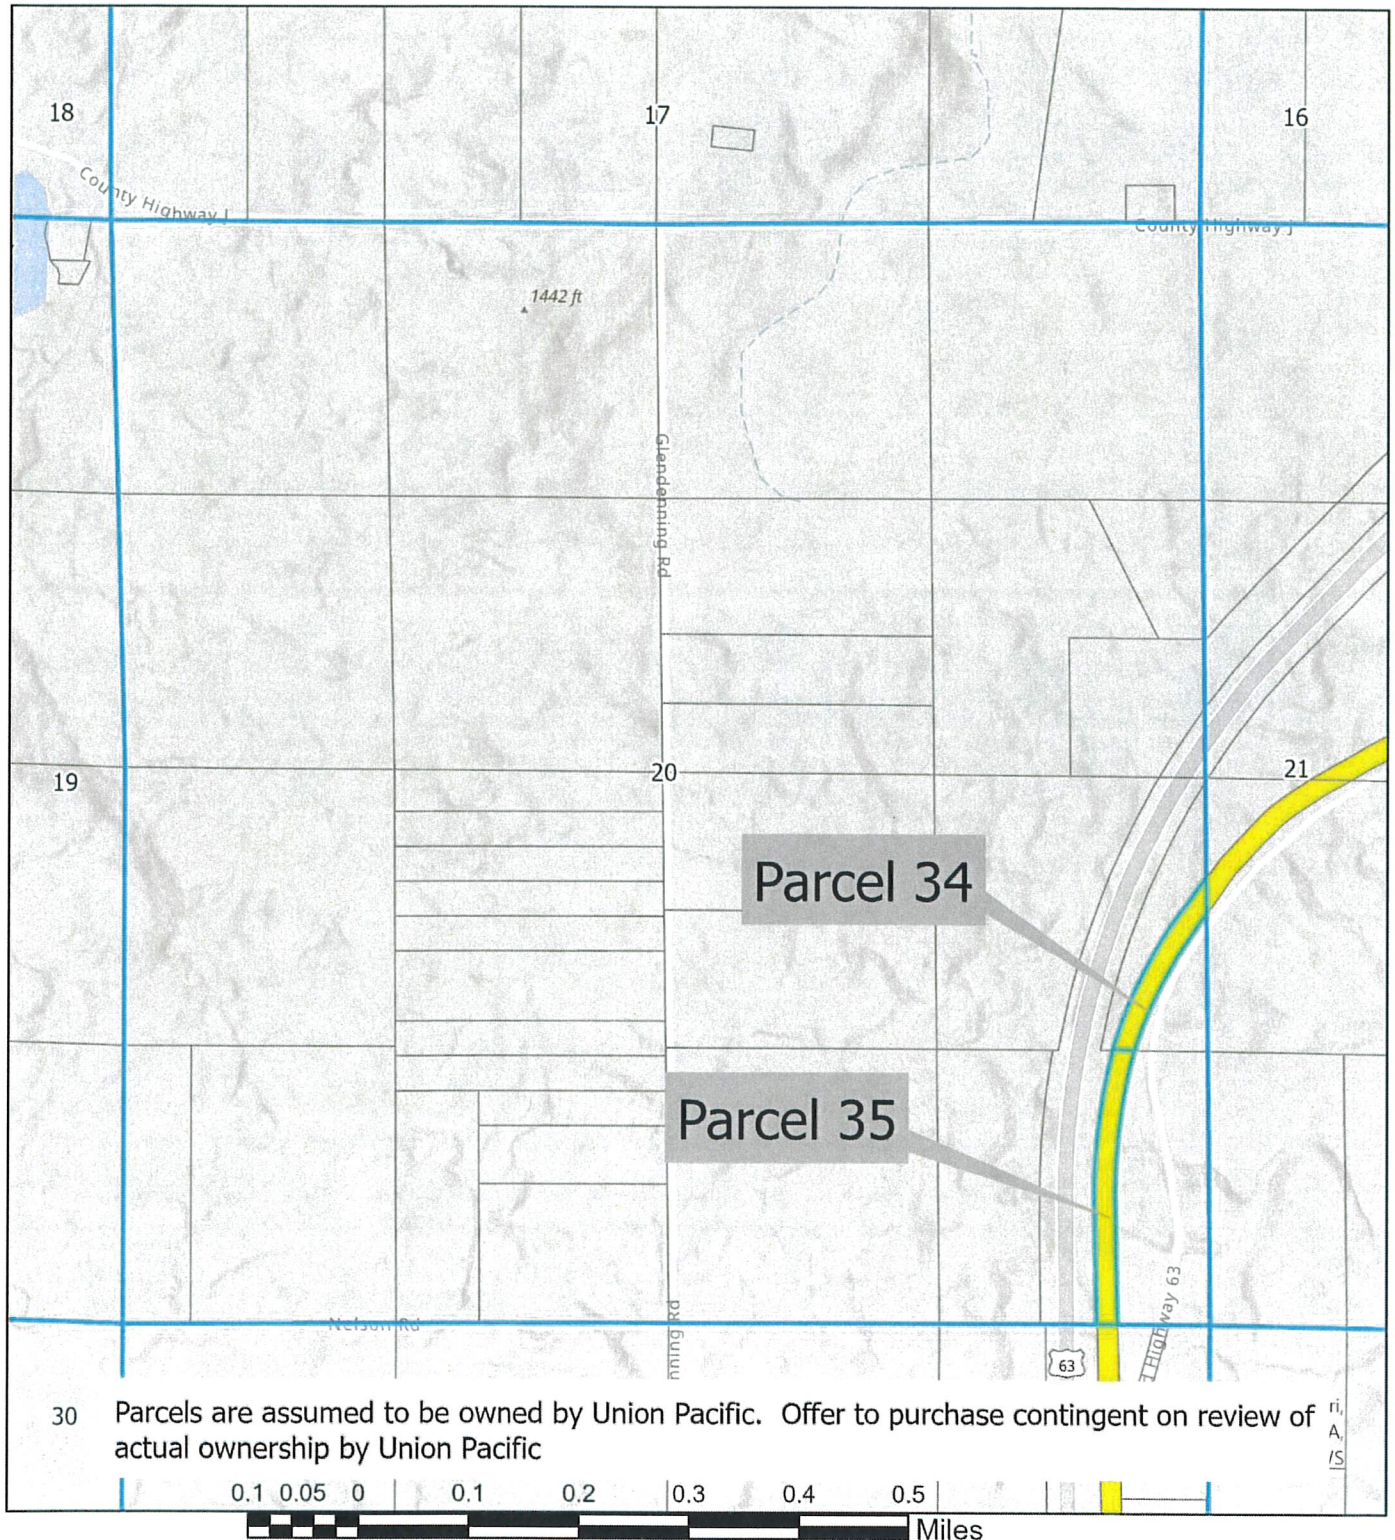 18
17
16
County Highway J
County Highway J
1442 ft
Glendenning Rd
19
20
21
Parcel 34
Parcel 35
Nelson Rd
nning Rd
d Highway 63
63
30
Parcels are assumed to be owned by Union Pacific. Offer to purchase contingent on review of
actual ownership by Union Pacific
ri,
A,
/S
0.1 0.05 0 0.1 0.2 0.3 0.4 0.5
Miles